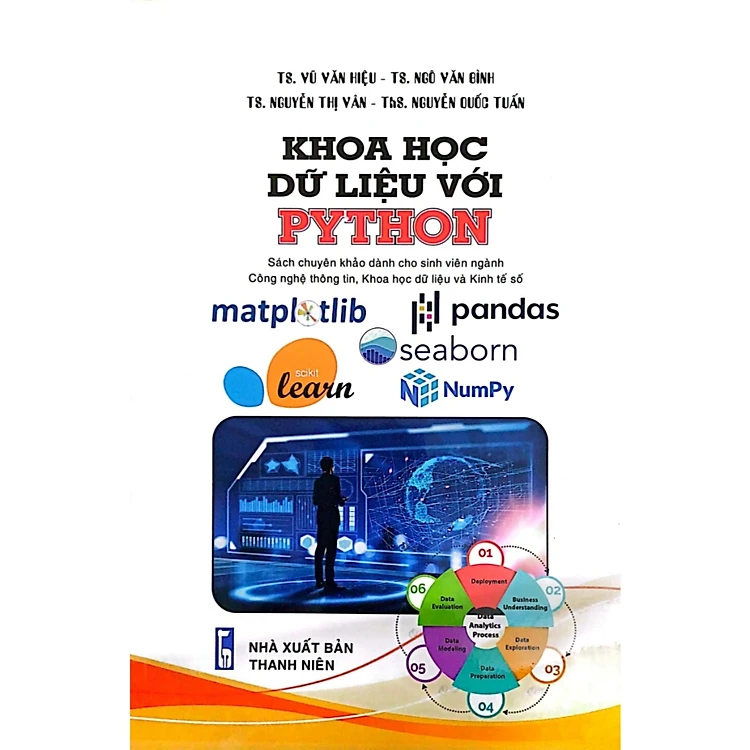 TS. VŨ VĂN HIỆU - TS. NGÔ VĂN BÌNH
TS. NGUYỄN THỊ VÂN - ThS. NGUYỄN QUỐC TUẤN
KHOA HỌC
DỮ LIỆU VỚI
PYTHON
Sách chuyên khảo dành cho sinh viên ngành
Công nghệ thông tin, Khoa học dữ liệu và Kinh tế số
matplotlib
pandas
seaborn
scikit
learn
NumPy
01
Deployment
02
Business
Understanding
03
Data
Exploration
04
Data
Preparation
05
Data
Modeling
06
Data
Evaluation
Data
Analytics
Process
NHÀ XUẤT BẢN
THANH NIÊN